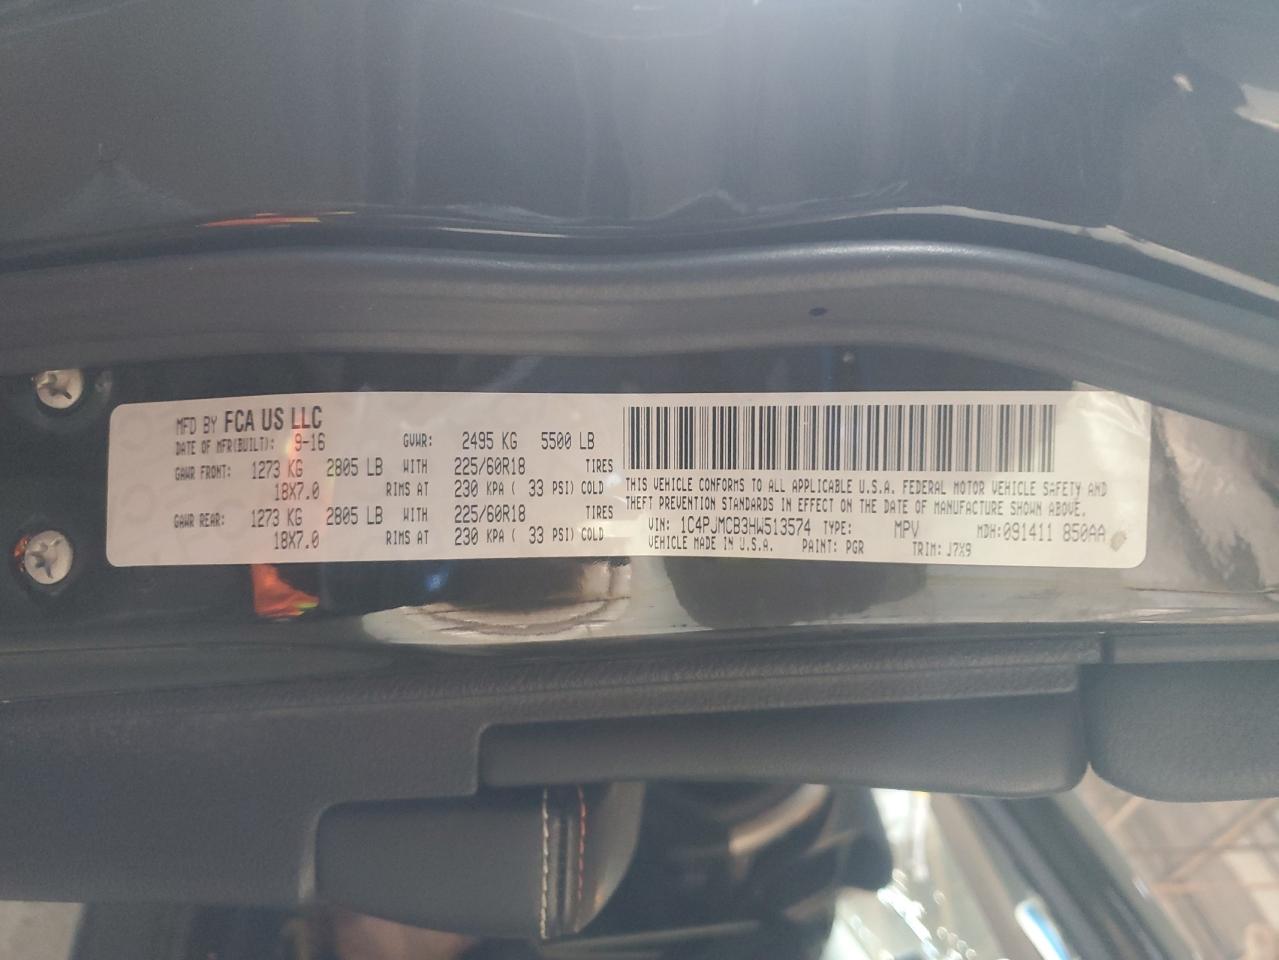 MFD BY FCA US LLC
DATE OF MFR(BUILT): 9-16 GVWR: 2495 KG 5500 LB
GAWR FRONT: 1273 KG 2805 LB WITH 225/60R18 TIRES
18X7.0 RIMS AT 230 KPA ( 33 PSI) COLD
GAWR REAR: 1273 KG 2805 LB WITH 225/60R18 TIRES
18X7.0 RIMS AT 230 KPA ( 33 PSI) COLD
THIS VEHICLE CONFORMS TO ALL APPLICABLE U.S.A. FEDERAL MOTOR VEHICLE SAFETY AND
THEFT PREVENTION STANDARDS IN EFFECT ON THE DATE OF MANUFACTURE SHOWN ABOVE.
VIN: 1C4PJMCB3HW513574 TYPE: MPV MDH:091411 850AA
VEHICLE MADE IN U.S.A. PAINT: PGR TRIM: J7X9